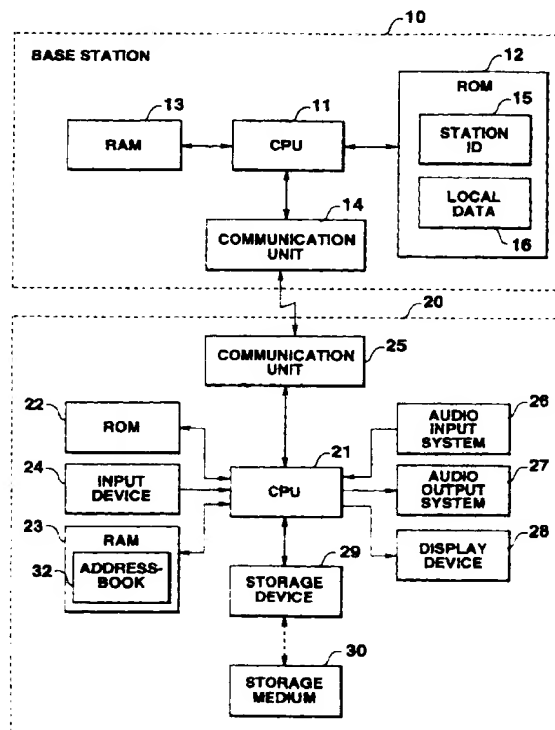 10
BASE STATION
12
ROM
13
RAM
11
CPU
15
STATION
ID
LOCAL
DATA
16
14
COMMUNICATION
UNIT
20
COMMUNICATION
UNIT
25
22
ROM
24
INPUT
DEVICE
23
RAM
32
ADDRESS-
BOOK
21
CPU
26
AUDIO
INPUT
SYSTEM
27
AUDIO
OUTPUT
SYSTEM
28
DISPLAY
DEVICE
29
STORAGE
DEVICE
30
STORAGE
MEDIUM